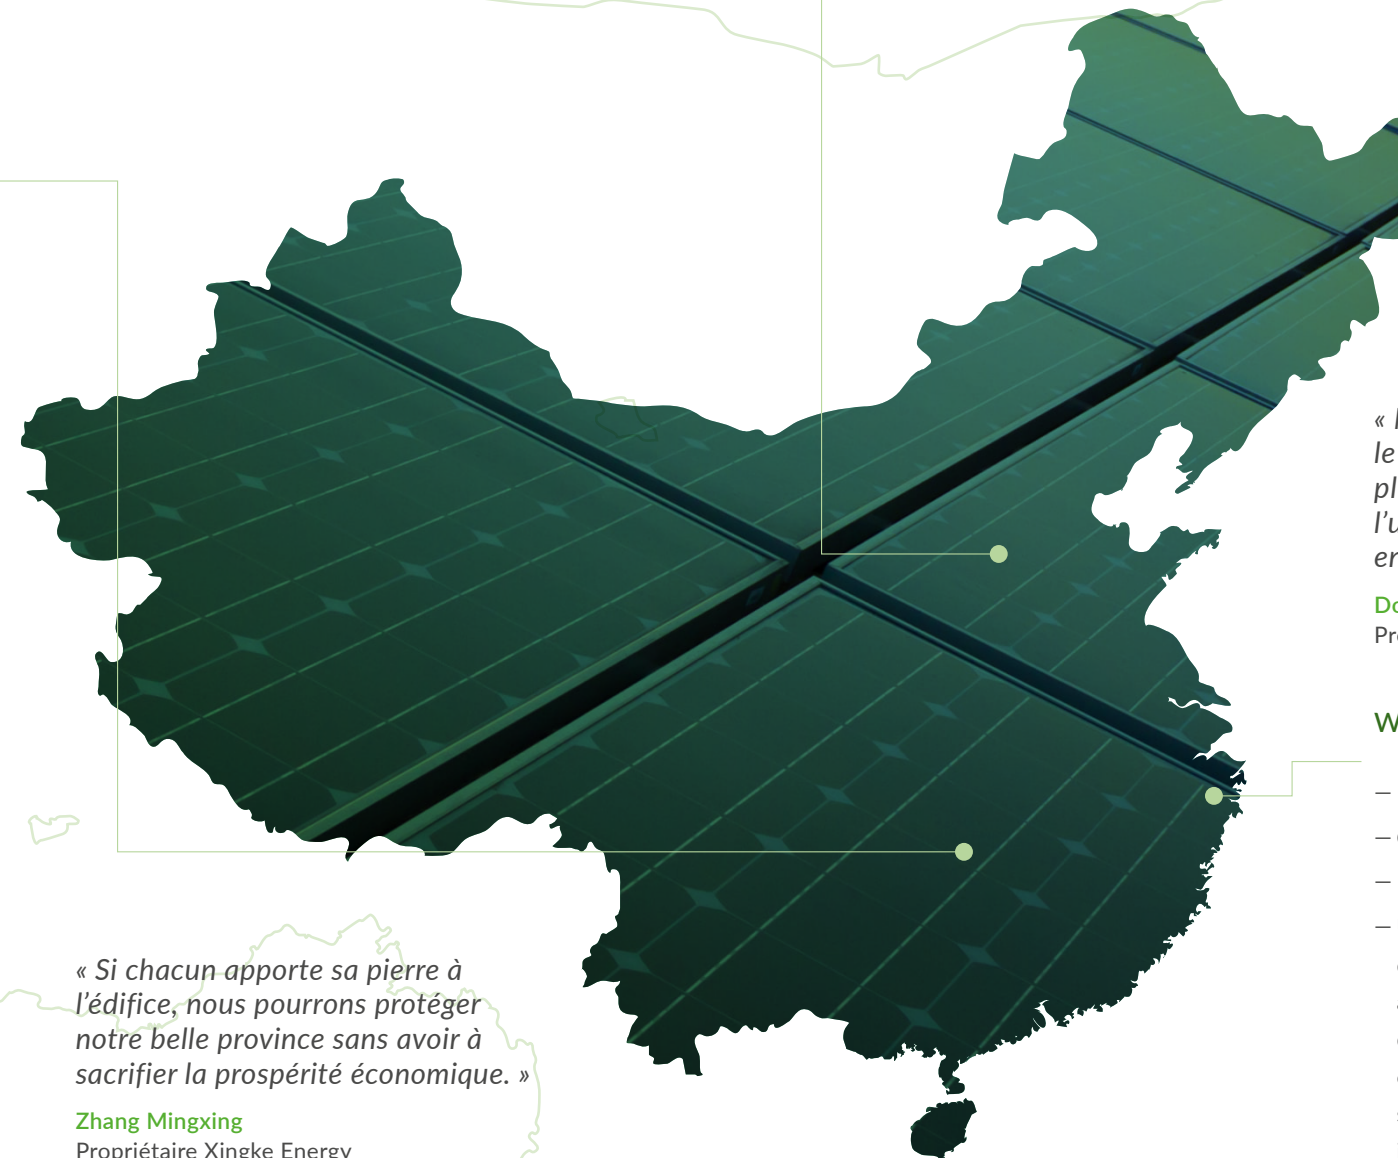 « Si chacun apporte sa pierre à
l’édifice, nous pourrons protéger
notre belle province sans avoir à
sacrifier la prospérité économique. »
Zhang Mingxing
Propriétaire Xingke Energy
«
le